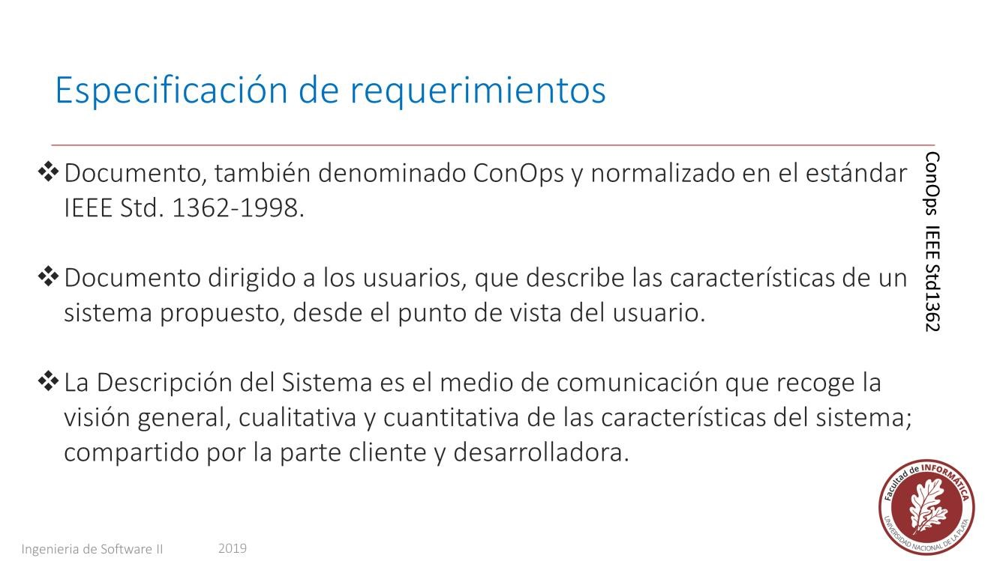 Especificación de requerimientos
❖Documento, también denominado ConOps y normalizado en el estándar
IEEE Std. 1362-1998.
❖Documento dirigido a los usuarios, que describe las características de un
sistema propuesto, desde el punto de vista del usuario.
❖La Descripción del Sistema es el medio de comunicación que recoge la
visión general, cualitativa y cuantitativa de las características del sistema;
compartido por la parte cliente y desarrolladora.
ConOps IEEE Std1362
Facultad de INFORMÁTICA
UNIVERSIDAD NACIONAL DE LA PLATA
Ingenieria de Software II
2019